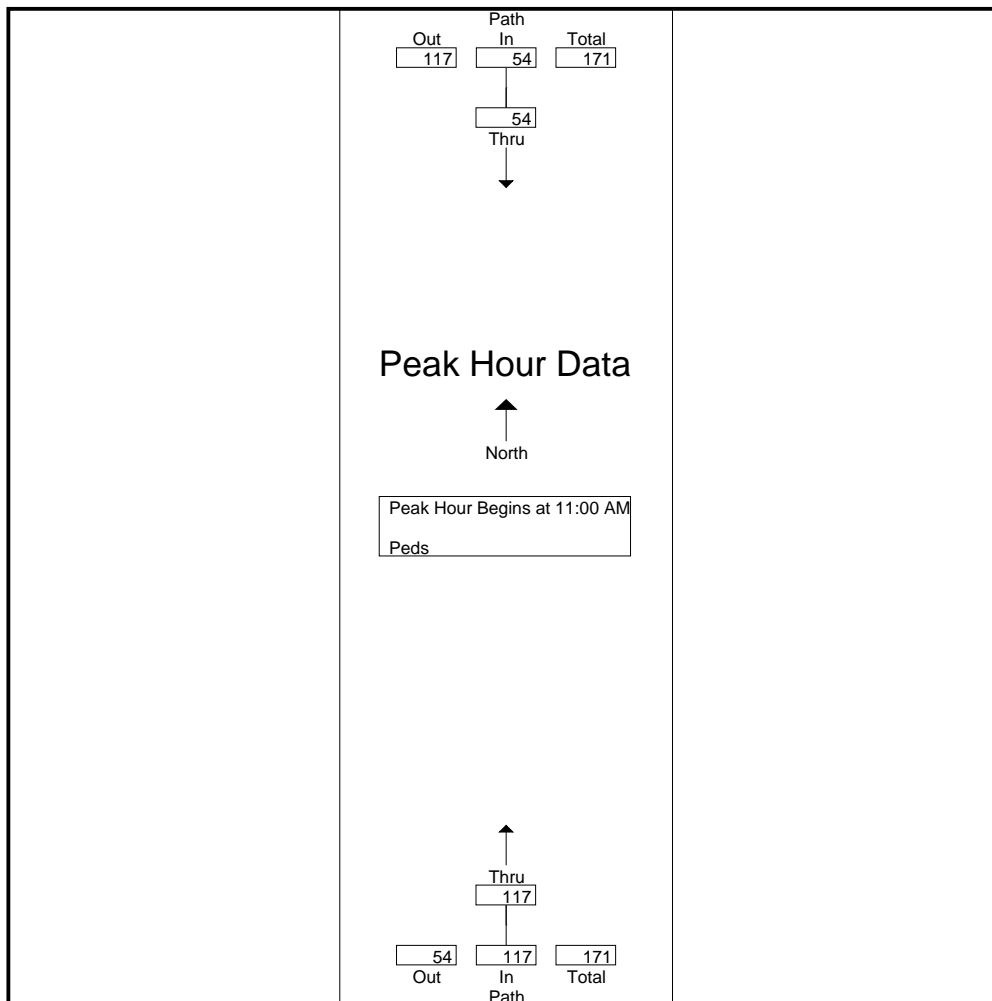 Path
Out In Total
117 54 171
54
Thru
Peak Hour Data
North
Peak Hour Begins at 11:00 AM
Peds
Thru
117
54 117 171
Out In Total
Path